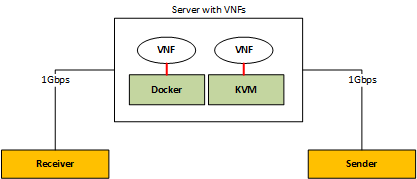 Server with VNFs
VNF
VNF
Docker
KVM
1Gbps
1Gbps
Receiver
Sender